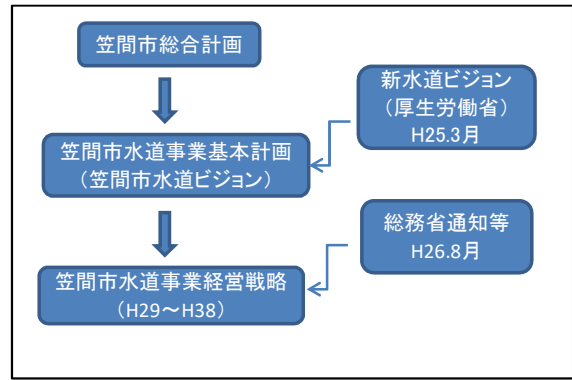 笠間市総合計画
新水道ビジョン
（厚生労働省）
H25.3月
笠間市水道事業基本計画
（笠間市水道ビジョン）
総務省通知等
H26.8月
笠間市水道事業経営戦略
（H29～H38）